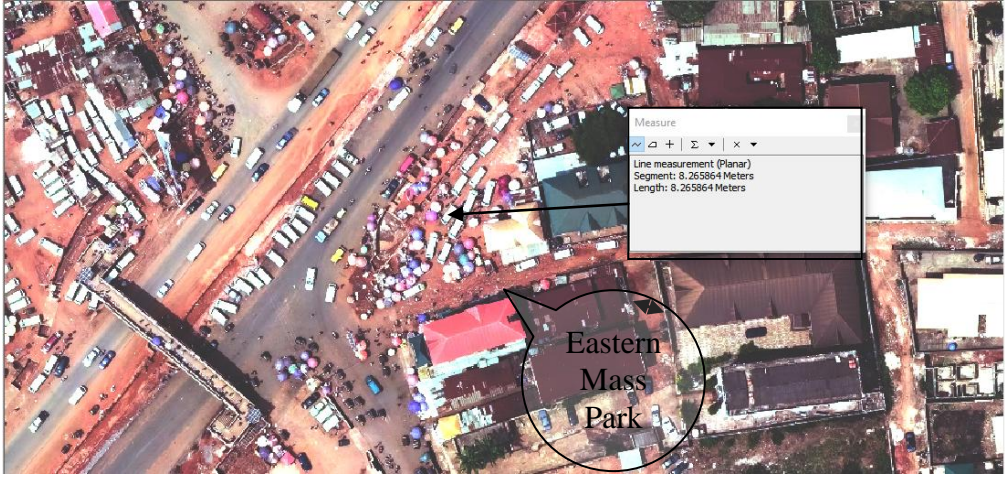 Measure
Line measurement (Planar)
Segment: 8.265864 Meters
Length: 8.265864 Meters
Eastern
Mass
Park